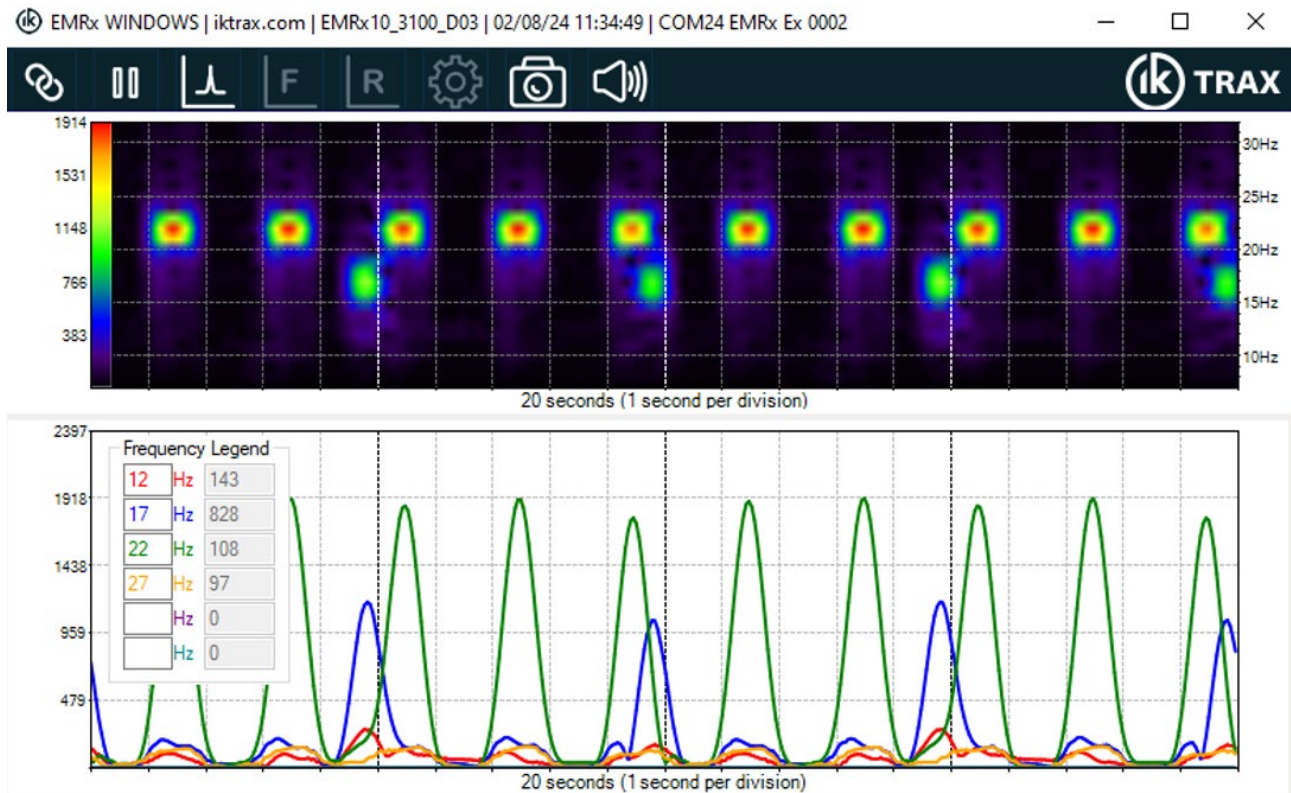 EMRx WINDOWS | iktrax.com | EMRx10_3100_D03 | 02/08/24 11:34:49 | COM24 EMRx Ex 0002
F R ik TRAX
1914
1531
1148
766
383
30Hz
25Hz
20Hz
15Hz
10Hz
20 seconds (1 second per division)
2397
1918
1438
959
479
Frequency Legend
12 Hz 143
17 Hz 828
22 Hz 108
27 Hz 97
Hz 0
Hz 0
20 seconds (1 second per division)